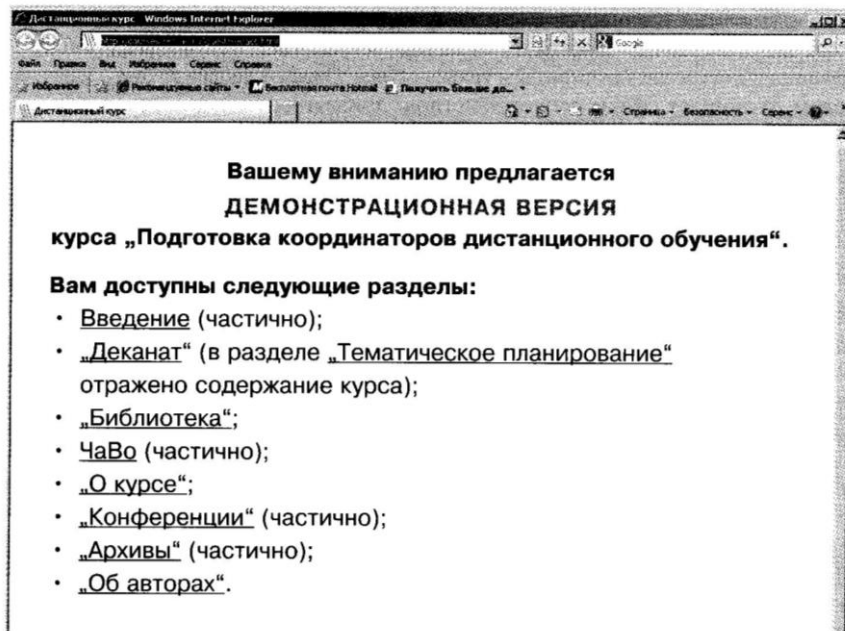 Дистанционный курс - Windows Internet Explorer
Google
Файл Правка Вид Избранное Сервис Справка
Избранное Рекомендуемые сайты Бесплатная почта Hotmail Получить больше до...
Дистанционный курс Страница Безопасность Сервис
Вашему вниманию предлагается
ДЕМОНСТРАЦИОННАЯ ВЕРСИЯ
курса „Подготовка координаторов дистанционного обучения“.
Вам доступны следующие разделы:
• Введение (частично);
• „Деканат“ (в разделе „Тематическое планирование“
отражено содержание курса);
• „Библиотека“;
• ЧаВо (частично);
• „О курсе“;
• „Конференции“ (частично);
• „Архивы“ (частично);
• „Об авторах“.